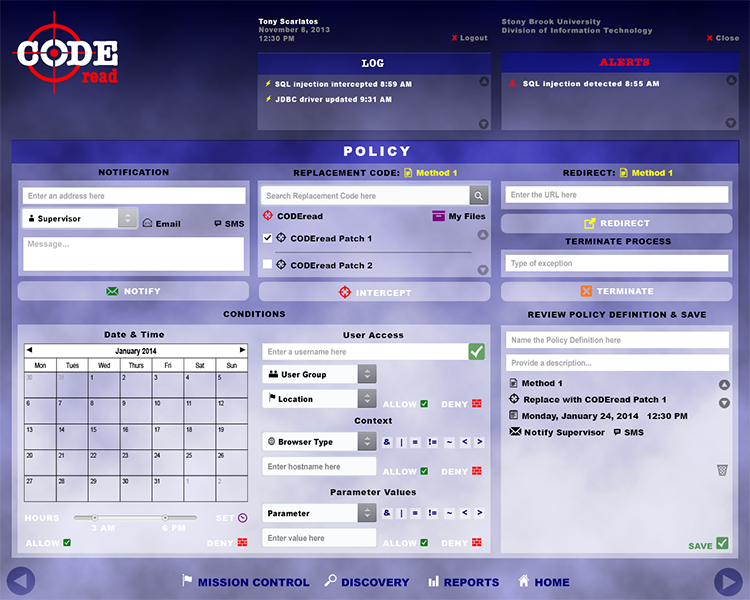 CODE
read
Tony Scarlatos
November 8, 2013
12:30 PM
X Logout
Stony Brook University
Division of Information Technology
X Close
LOG
SQL injection intercepted 8:59 AM
JDBC driver updated 9:31 AM
ALERTS
SQL injection detected 8:55 AM
POLICY
NOTIFICATION
Enter an address here
Supervisor
Email
SMS
Message...
NOTIFY
REPLACEMENT CODE: Method 1
Search Replacement Code here
CODEread
My Files
CODEread Patch 1
CODEread Patch 2
INTERCEPT
REDIRECT: Method 1
Enter the URL here
REDIRECT
TERMINATE PROCESS
Type of exception
TERMINATE
CONDITIONS
Date & Time
January 2014
Mon Tues Wed Thurs Fri Sat Sun
30 31 1 2 3 4 5
6 7 8 9 10 11 12
13 14 15 16 17 18 19
20 21 22 23 24 25 26
27 28 29 30 31 1 2
HOURS
3 AM
6 PM
SET
ALLOW
DENY
User Access
Enter a username here
User Group
Location
ALLOW
DENY
Context
Browser Type
& | = != ~ < >
Enter hostname here
ALLOW
DENY
Parameter Values
Parameter
& | = != ~ < >
Enter value here
ALLOW
DENY
REVIEW POLICY DEFINITION & SAVE
Name the Policy Definition here
Provide a description...
Method 1
Replace with CODEread Patch 1
Monday, January 24, 2014 12:30 PM
Notify Supervisor SMS
SAVE
MISSION CONTROL
DISCOVERY
REPORTS
HOME